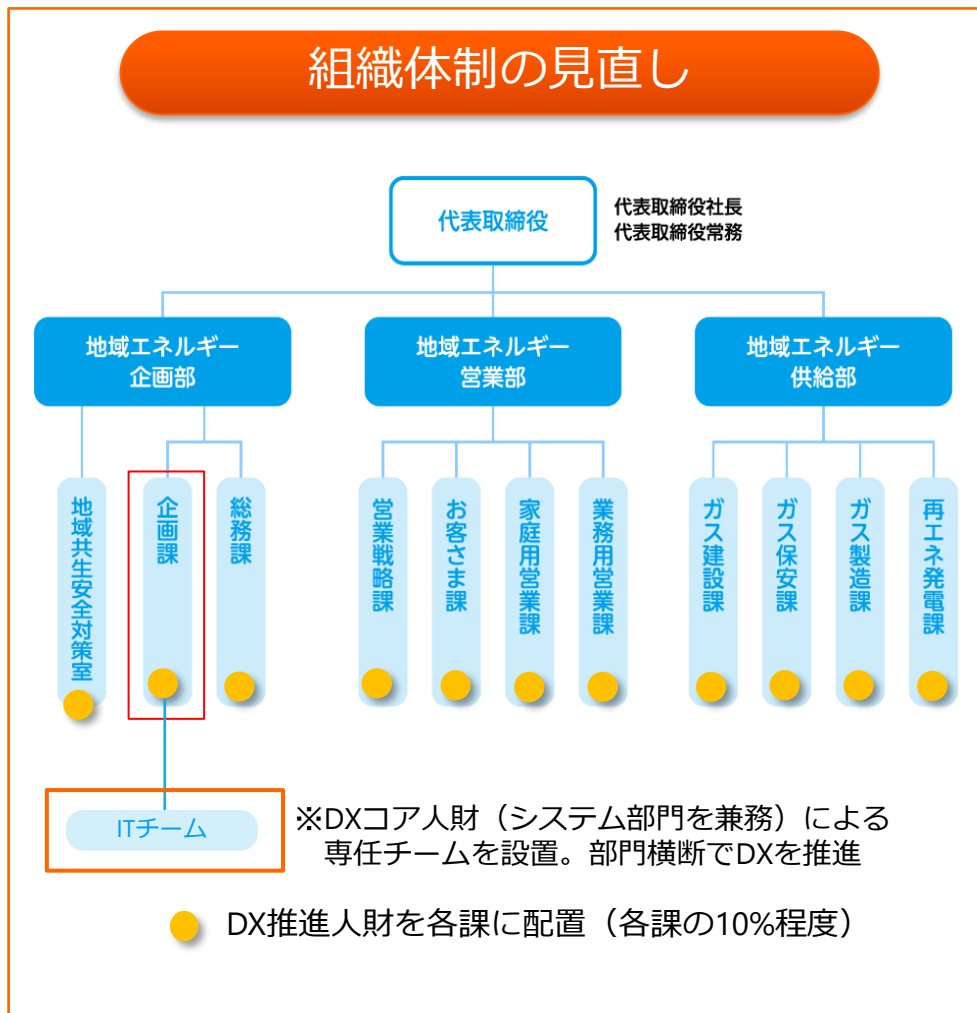 組織体制の見直し
代表取締役
代表取締役社長
代表取締役常務
地域エネルギー
企画部
地域エネルギー
営業部
地域エネルギー
供給部
地域共生安全対策室
企画課
総務課
営業戦略課
お客さま課
家庭用営業課
業務用営業課
ガス建設課
ガス保安課
ガス製造課
再エネ発電課
ITチーム
※DXコア人財（システム部門を兼務）による
専任チームを設置。部門横断でDXを推進
DX推進人財を各課に配置（各課の10%程度）